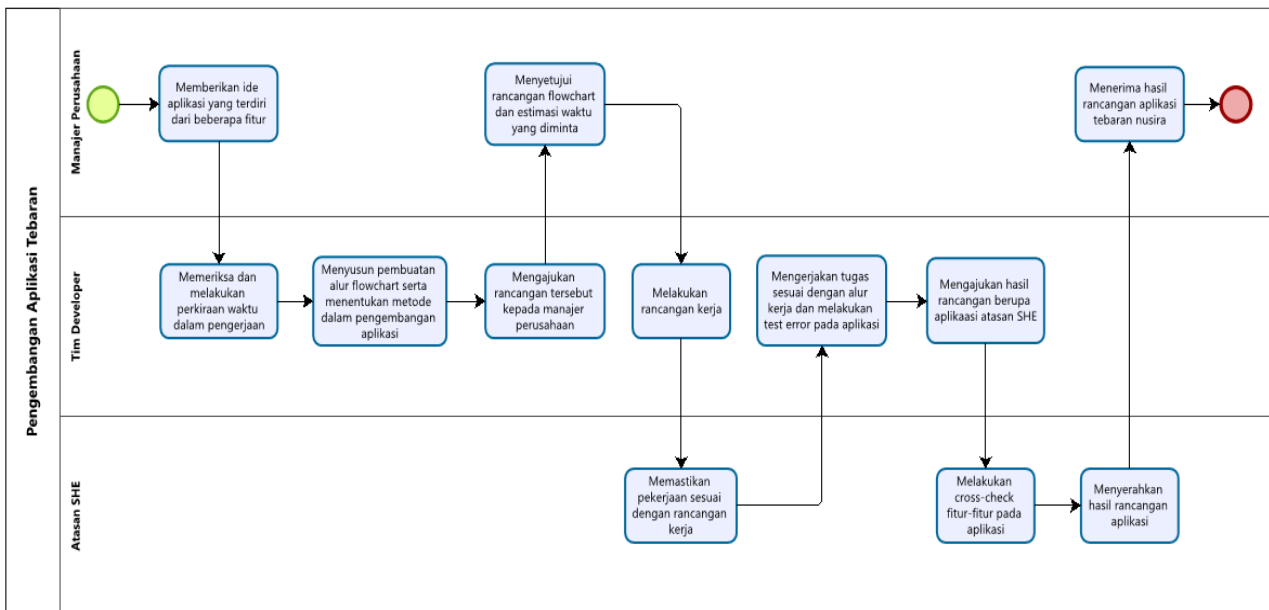 Pengembangan Aplikasi Tebaran
Manajer Perusahaan
Memberikan ide
aplikasi yang terdiri
dari beberapa fitur
Menyetujui
rancangan flowchart
dan estimasi waktu
yang diminta
Menerima hasil
rancangan aplikasi
tebaran nusira
Tim Developer
Memeriksa dan
melakukan
perkiraan waktu
dalam pengerjaan
Menyusun pembuatan
alur flowchart serta
menentukan metode
dalam pengembangan
aplikasi
Mengajukan
rancangan tersebut
kepada manajer
perusahaan
Melakukan
rancangan kerja
Mengerjakan tugas
sesuai dengan alur
kerja dan melakukan
test error pada aplikasi
Mengajukan hasil
rancangan berupa
aplikaasi atasan SHE
Atasan SHE
Memastikan
pekerjaan sesuai
dengan rancangan
kerja
Melakukan
cross-check
fitur-fitur pada
aplikasi
Menyerahkan
hasil rancangan
aplikasi